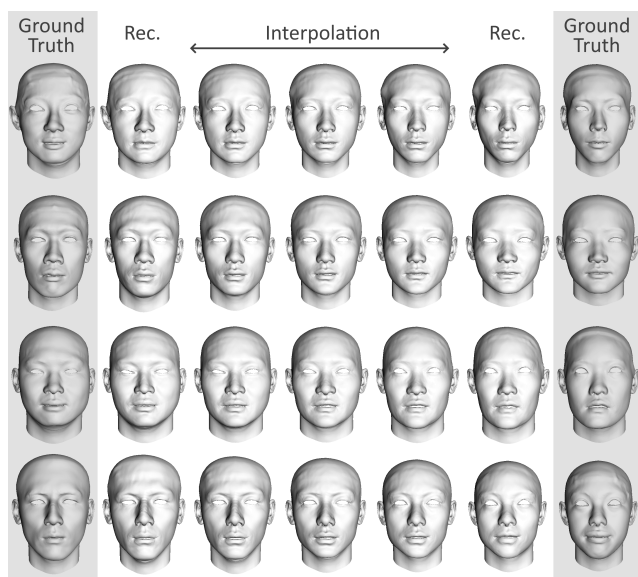 Ground
Truth
Rec.
Interpolation
Rec.
Ground
Truth